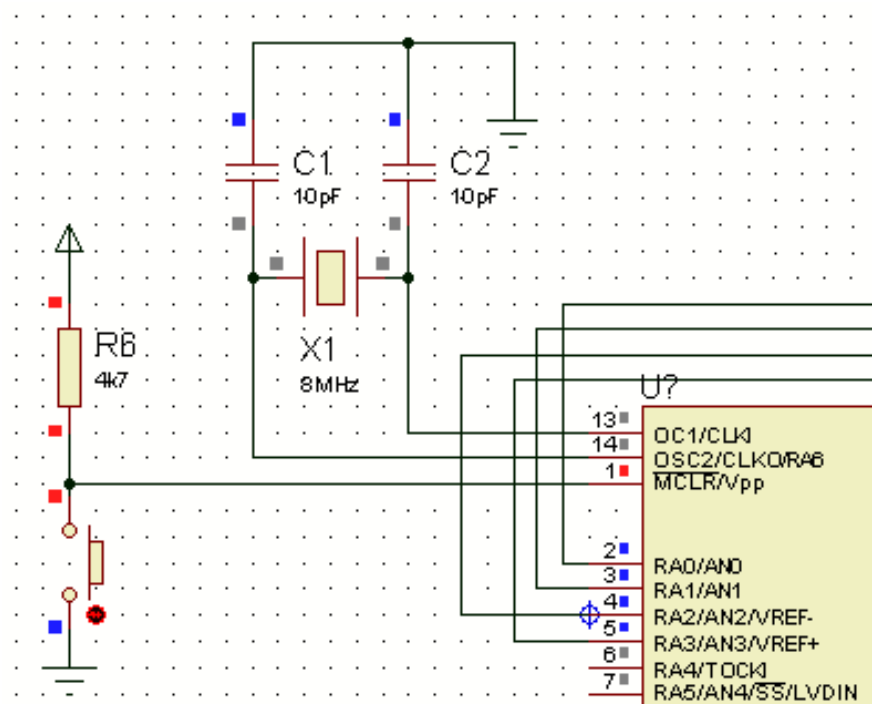 C1
10pF
C2
10pF
R6
4k7
X1
8MHz
U?
13
OC1/CLKI
14
OSC2/CLKO/RA6
1
MCLR/Vpp
2
RA0/AN0
3
RA1/AN1
4
RA2/AN2/VREF-
5
RA3/AN3/VREF+
6
RA4/TOCKI
7
RA5/AN4/SS/LVDIN